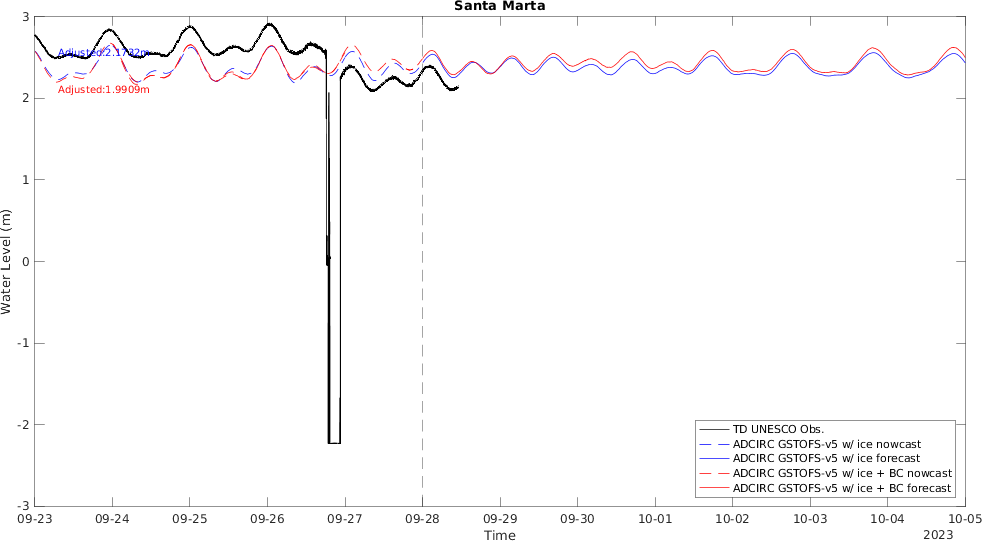 Santa Marta
Adjusted:2.1732m
Adjusted:1.9909m
3
2
1
0
-1
-2
-3
Water Level (m)
TD UNESCO Obs.
ADCIRC GSTOFS-v5 w/ ice nowcast
ADCIRC GSTOFS-v5 w/ ice forecast
ADCIRC GSTOFS-v5 w/ ice + BC nowcast
ADCIRC GSTOFS-v5 w/ ice + BC forecast
09-23 09-24 09-25 09-26 09-27 09-28 09-29 09-30 10-01 10-02 10-03 10-04 10-05
Time
2023